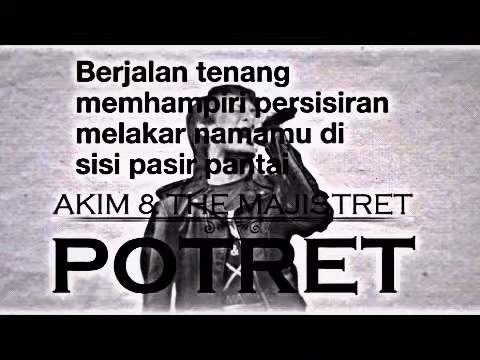 Berjalan tenang
memhampiri persisiran
melakar namamu di
sisi pasir pantai
AKIM & THE MAJISTRET
POTRET